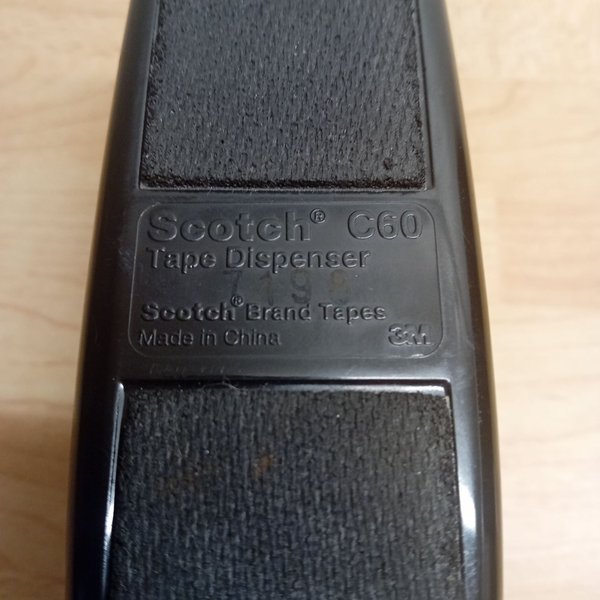 Scotch® C60
Tape Dispenser
Scotch® Brand Tapes
Made in China 3M